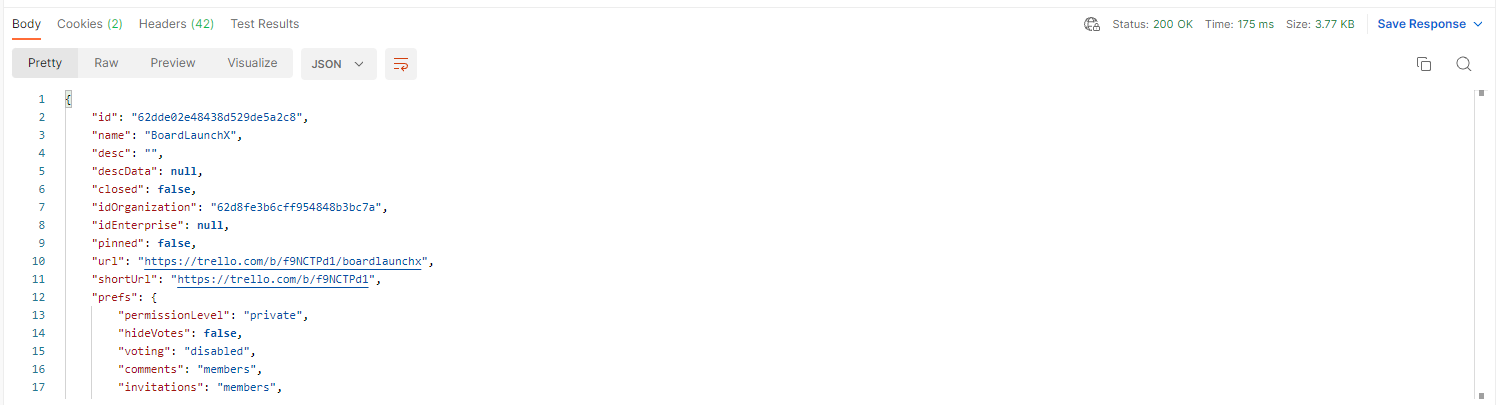 Body Cookies (2) Headers (42) Test Results Status: 200 OK Time: 175 ms Size: 3.77 KB Save Response
Pretty Raw Preview Visualize JSON
1 {
2 "id": "62dde02e48438d529de5a2c8",
3 "name": "BoardLaunchX",
4 "desc": "",
5 "descData": null,
6 "closed": false,
7 "idOrganization": "62d8fe3b6cff954848b3bc7a",
8 "idEnterprise": null,
9 "pinned": false,
10 "url": "https://trello.com/b/f9NCTPd1/boardlaunchx",
11 "shortUrl": "https://trello.com/b/f9NCTPd1",
12 "prefs": {
13 "permissionLevel": "private",
14 "hideVotes": false,
15 "voting": "disabled",
16 "comments": "members",
17 "invitations": "members",